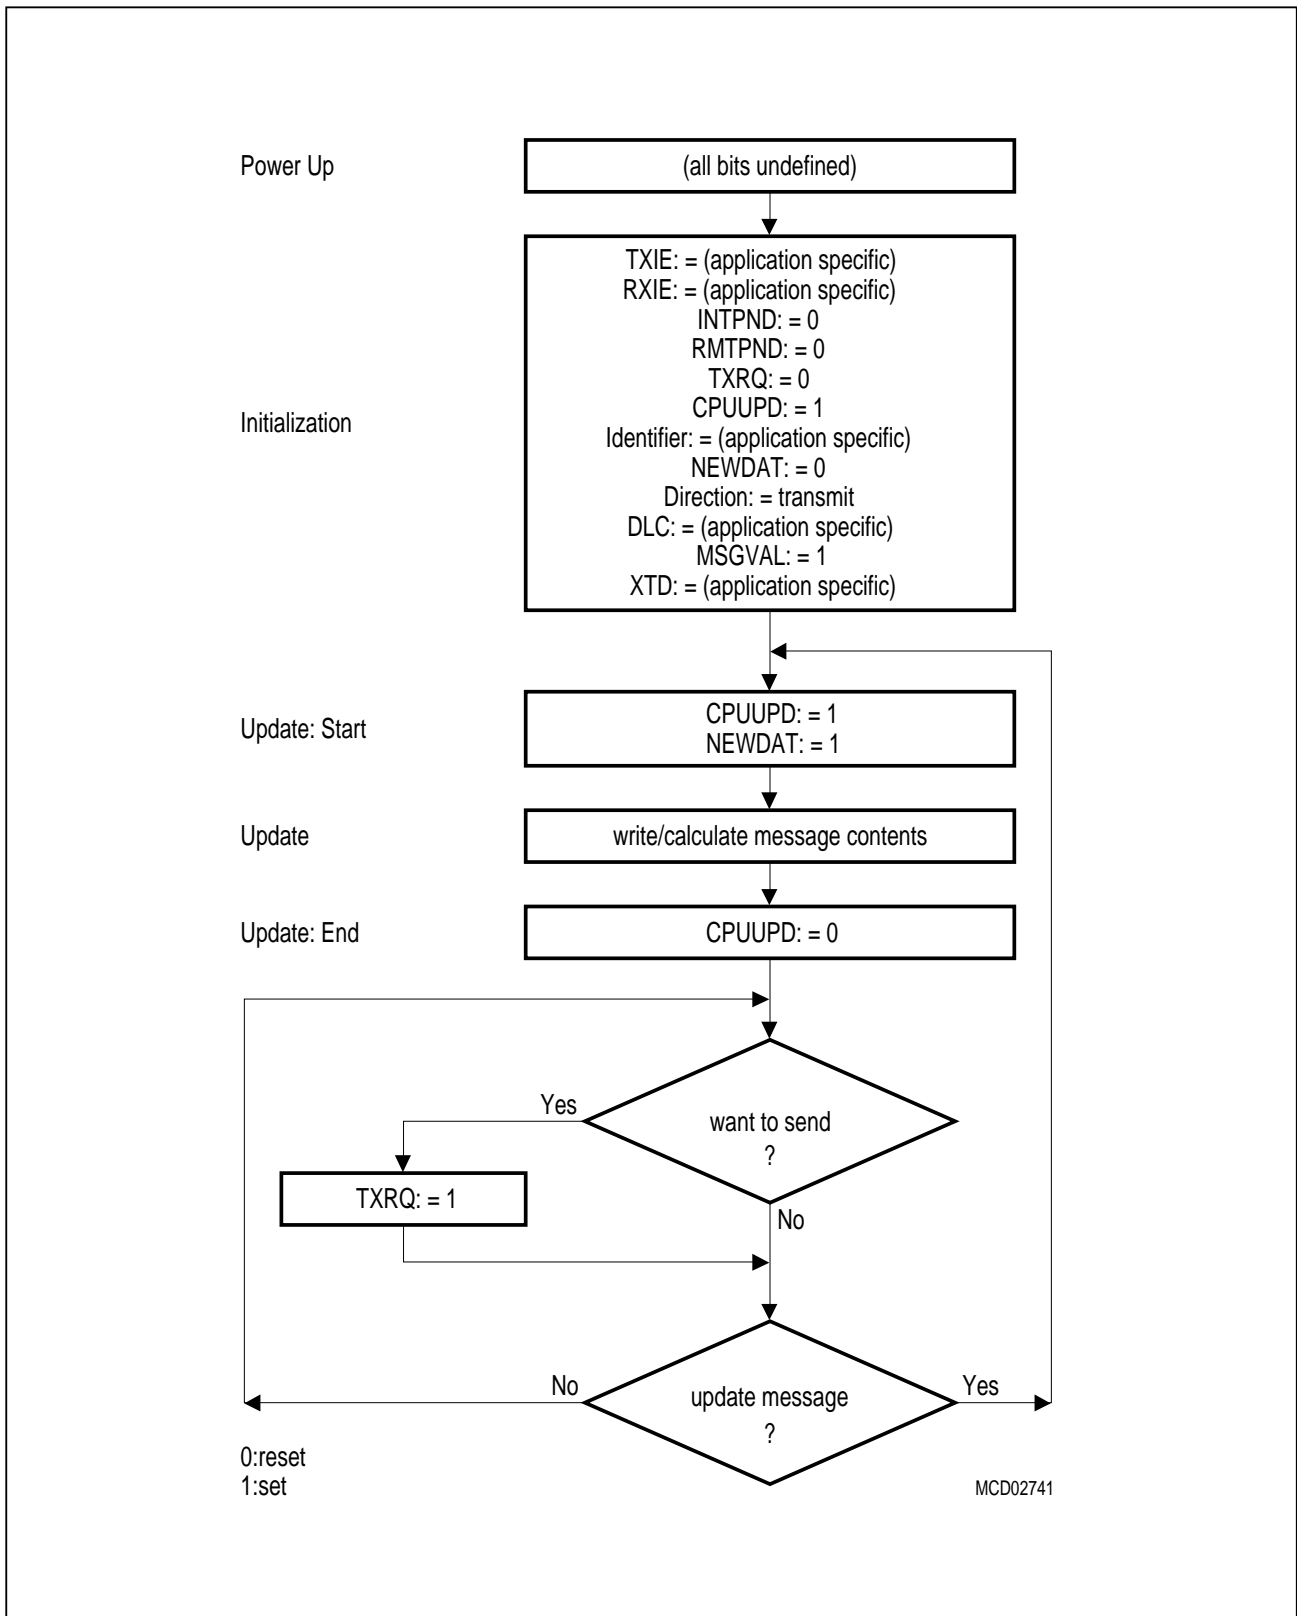 Power Up
(all bits undefined)
Initialization
TXIE: = (application specific)
RXIE: = (application specific)
INTPND: = 0
RMTPND: = 0
TXRQ: = 0
CPUUPD: = 1
Identifier: = (application specific)
NEWDAT: = 0
Direction: = transmit
DLC: = (application specific)
MSGVAL: = 1
XTD: = (application specific)
Update: Start
CPUUPD: = 1
NEWDAT: = 1
Update
write/calculate message contents
Update: End
CPUUPD: = 0
Yes
want to send
?
TXRQ: = 1
No
No
update message
?
Yes
0:reset
1:set
MCD02741